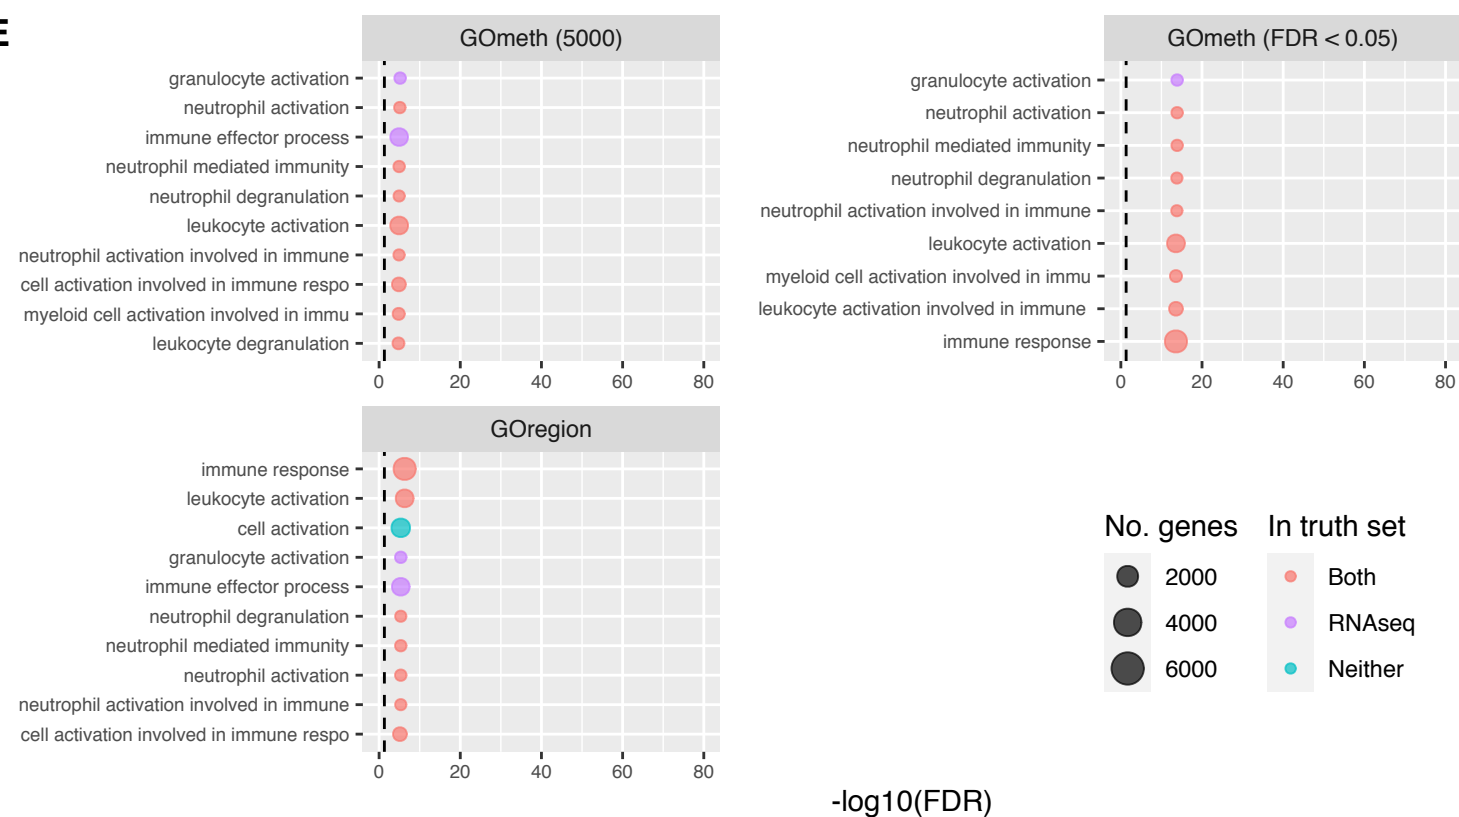 E
GOmeth (5000)
granulocyte activation
neutrophil activation
immune effector process
neutrophil mediated immunity
neutrophil degranulation
leukocyte activation
neutrophil activation involved in immune
cell activation involved in immune respo
myeloid cell activation involved in immu
leukocyte degranulation
0 20 40 60 80
GOmeth (FDR < 0.05)
granulocyte activation
neutrophil activation
neutrophil mediated immunity
neutrophil degranulation
neutrophil activation involved in immune
leukocyte activation
myeloid cell activation involved in immu
leukocyte activation involved in immune
immune response
0 20 40 60 80
GOregion
immune response
leukocyte activation
cell activation
granulocyte activation
immune effector process
neutrophil degranulation
neutrophil mediated immunity
neutrophil activation
neutrophil activation involved in immune
cell activation involved in immune respo
0 20 40 60 80
No. genes
2000
4000
6000
In truth set
Both
RNAseq
Neither
-log10(FDR)